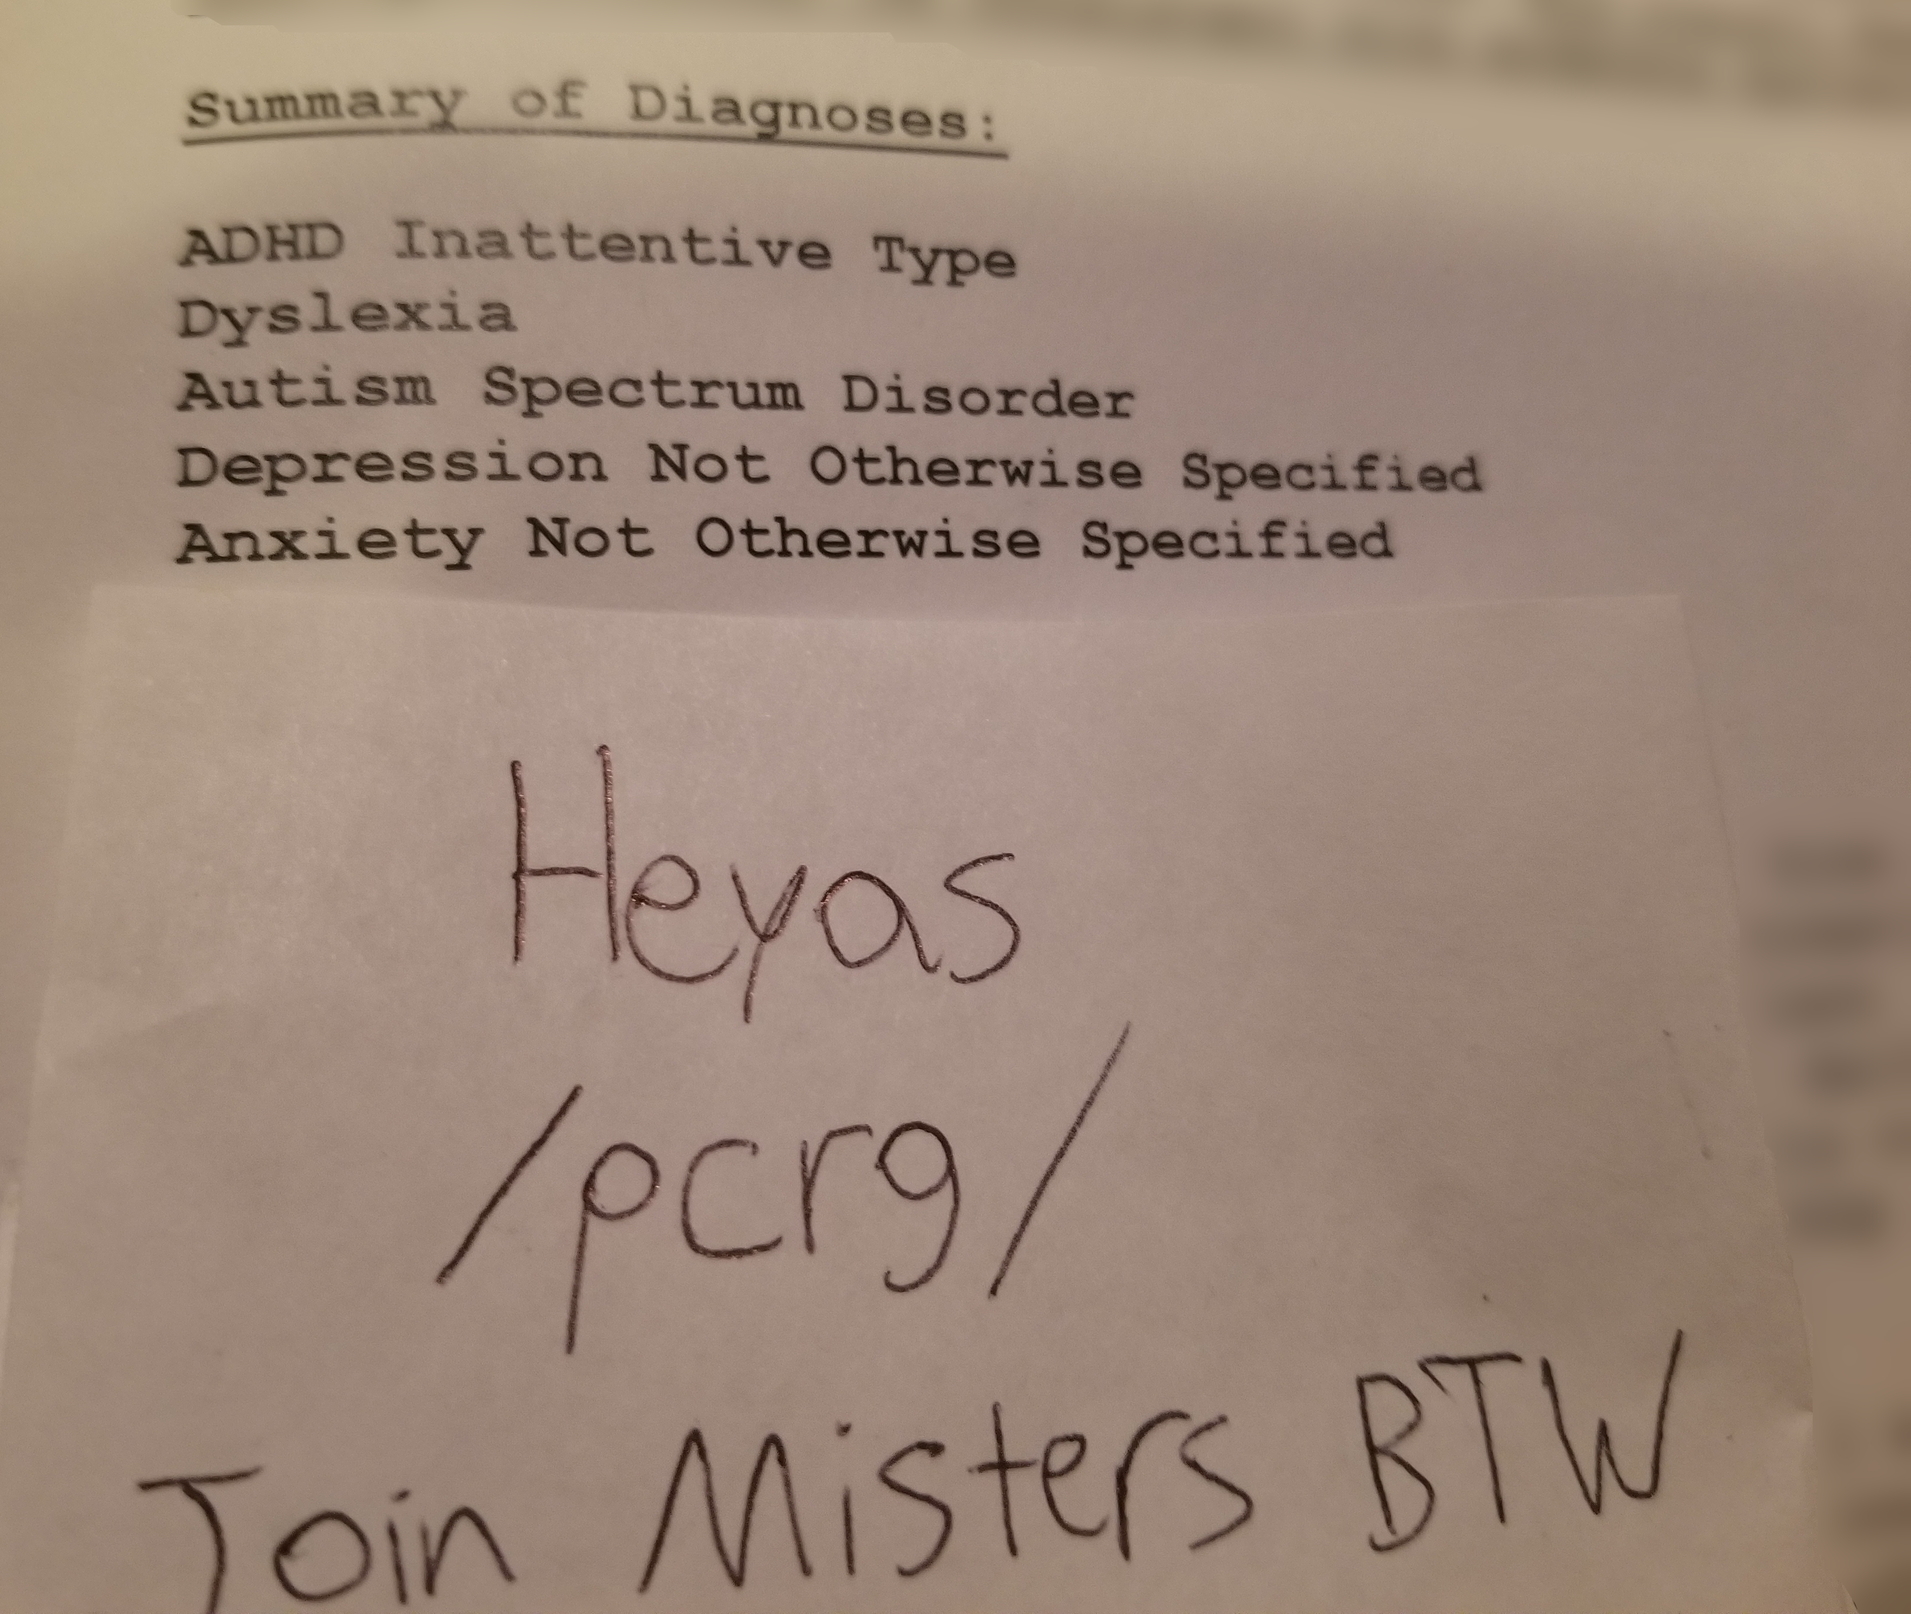 Summary of Diagnoses:
ADHD Inattentive Type
Dyslexia
Autism Spectrum Disorder
Depression Not Otherwise Specified
Anxiety Not Otherwise Specified
Heyas
/pcrg/
Join Misters BTW